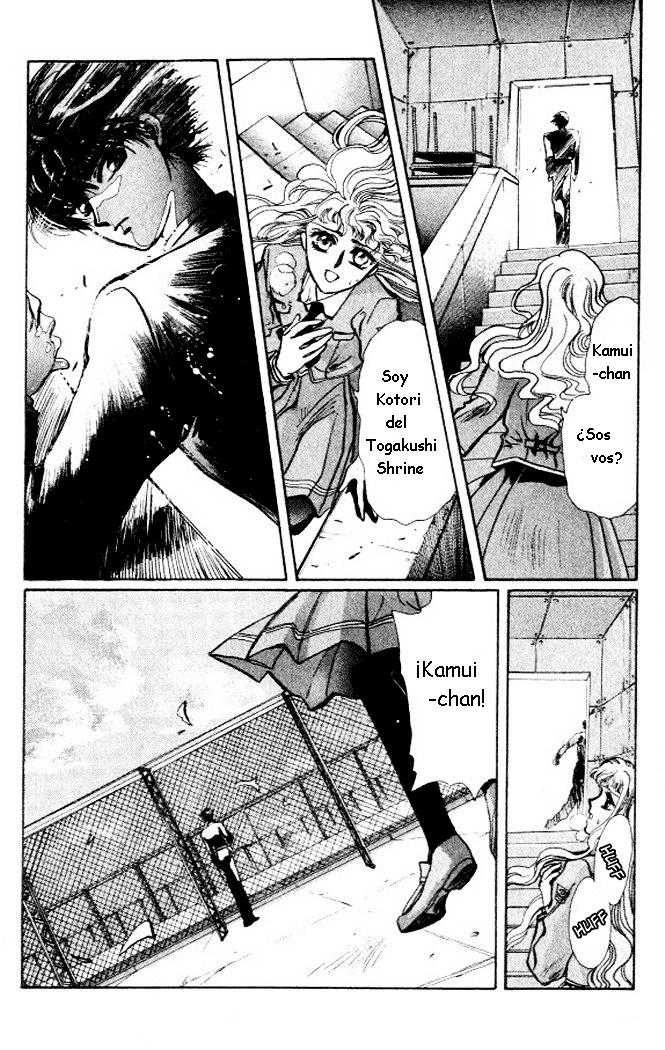 Kamui
-chan
¿Sos
vos?
Soy
Kotori
del
Togakushi
Shrine
HUFF
HUFF
¡Kamui
-chan!